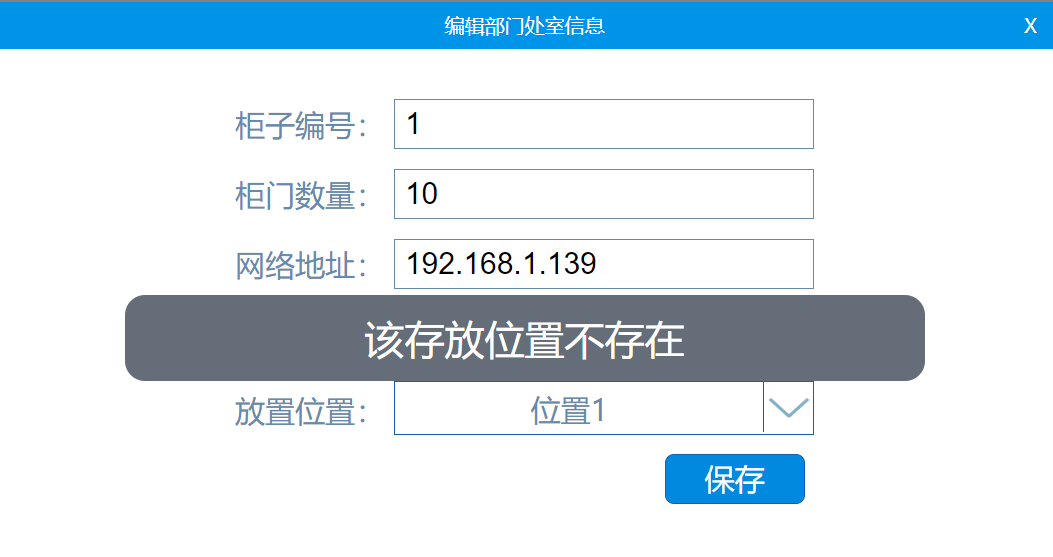 编辑部门处室信息 X
柜子编号： 1
柜门数量： 10
网络地址： 192.168.1.139
该存放位置不存在
放置位置： 位置1
保存